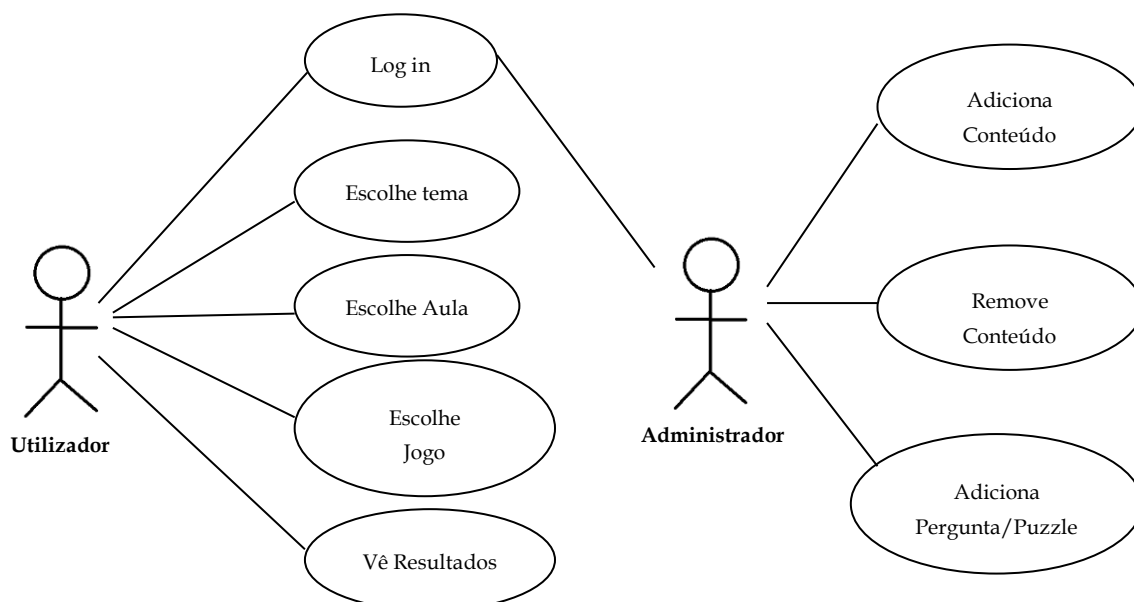 Log in
Escolhe tema
Escolhe Aula
Escolhe
Jogo
Vê Resultados
Utilizador
Administrador
Adiciona
Conteúdo
Remove
Conteúdo
Adiciona
Pergunta/Puzzle